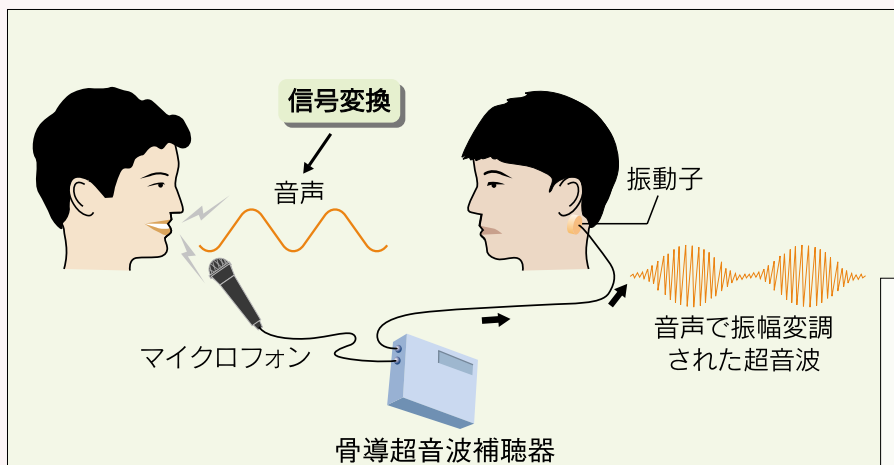 信号変換
音声
振動子
マイクロフォン
音声で振幅変調
された超音波
骨導超音波補聴器